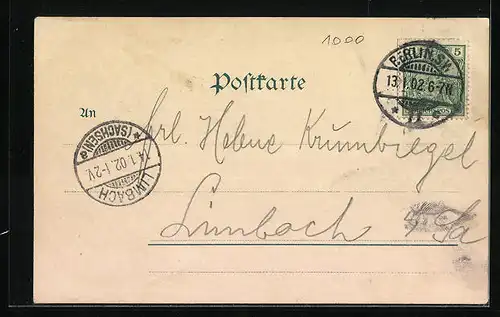 1000
5
BERLIN.S.W.
13.1.02.6-7N.
* 11 *
Postkarte
An
Frl. Helene Krumbiegel
*(SACHSEN)*
14.1.02.1-2V.
LIMBACH
Limbach i/Sa